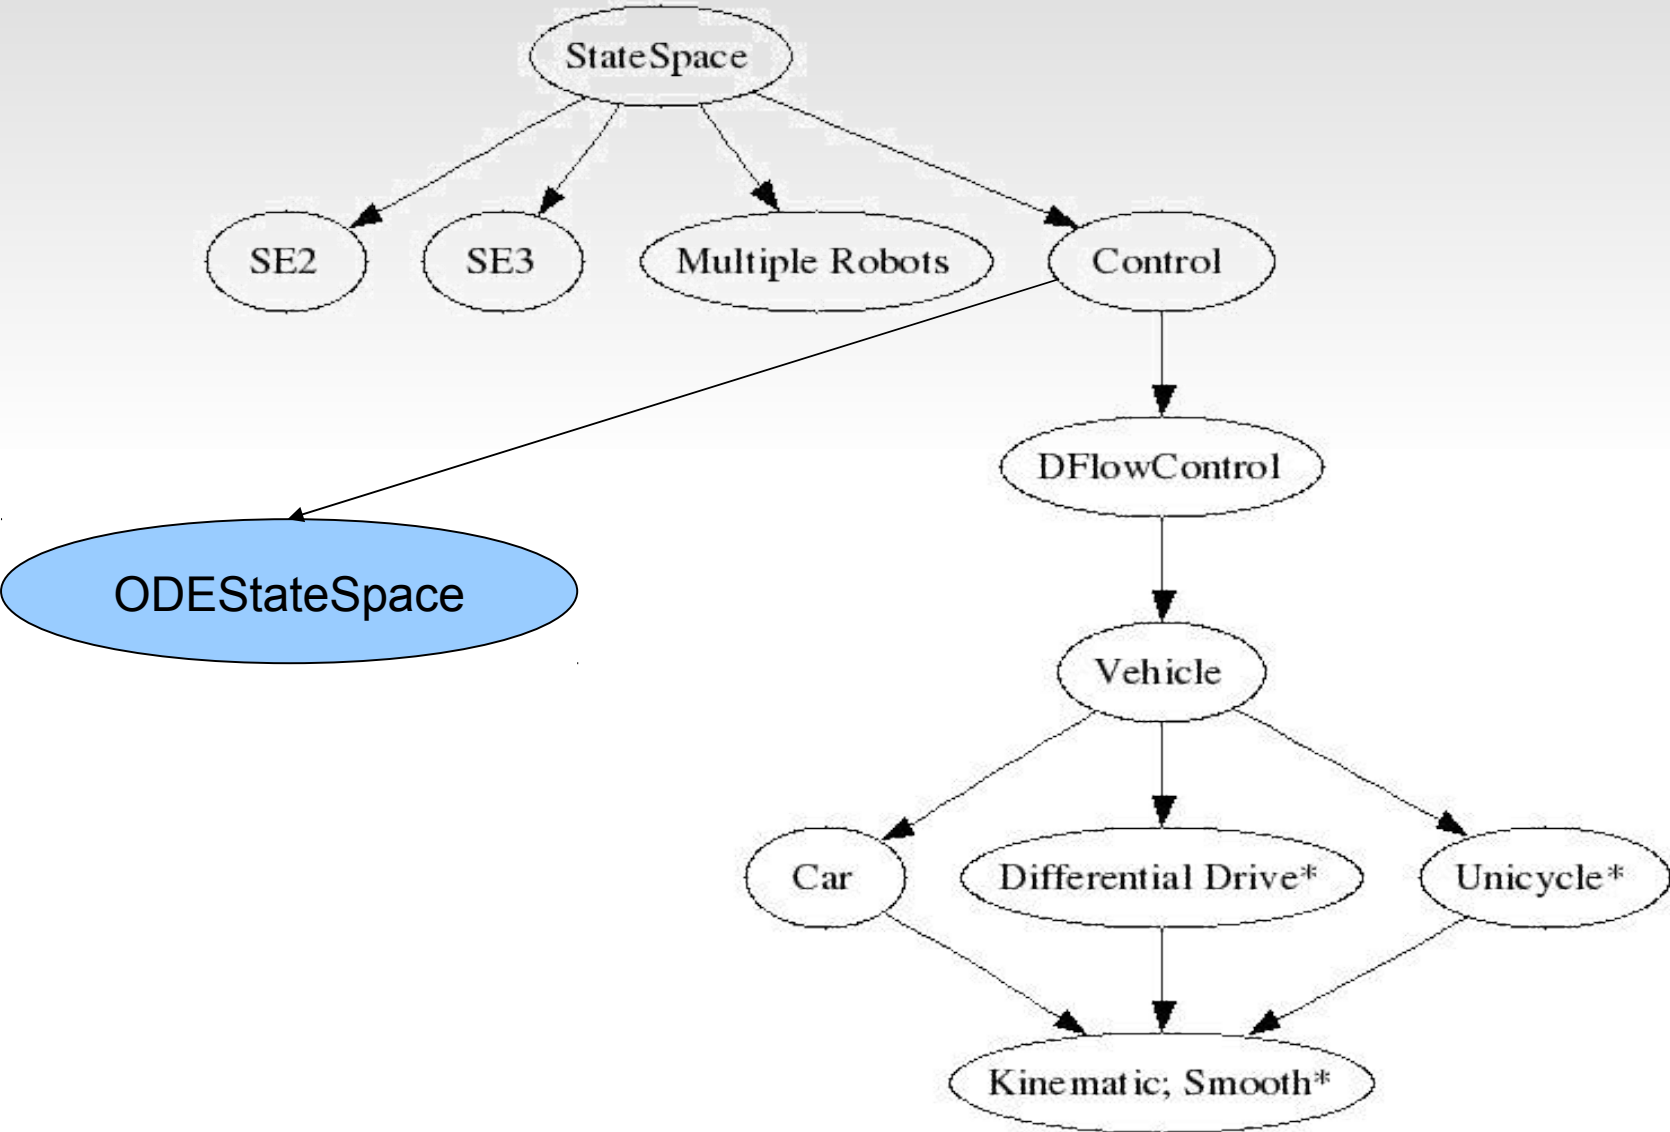 StateSpace
SE2
SE3
Multiple Robots
Control
DFlowControl
ODEStateSpace
Vehicle
Car
Differential Drive*
Unicycle*
Kinematic; Smooth*